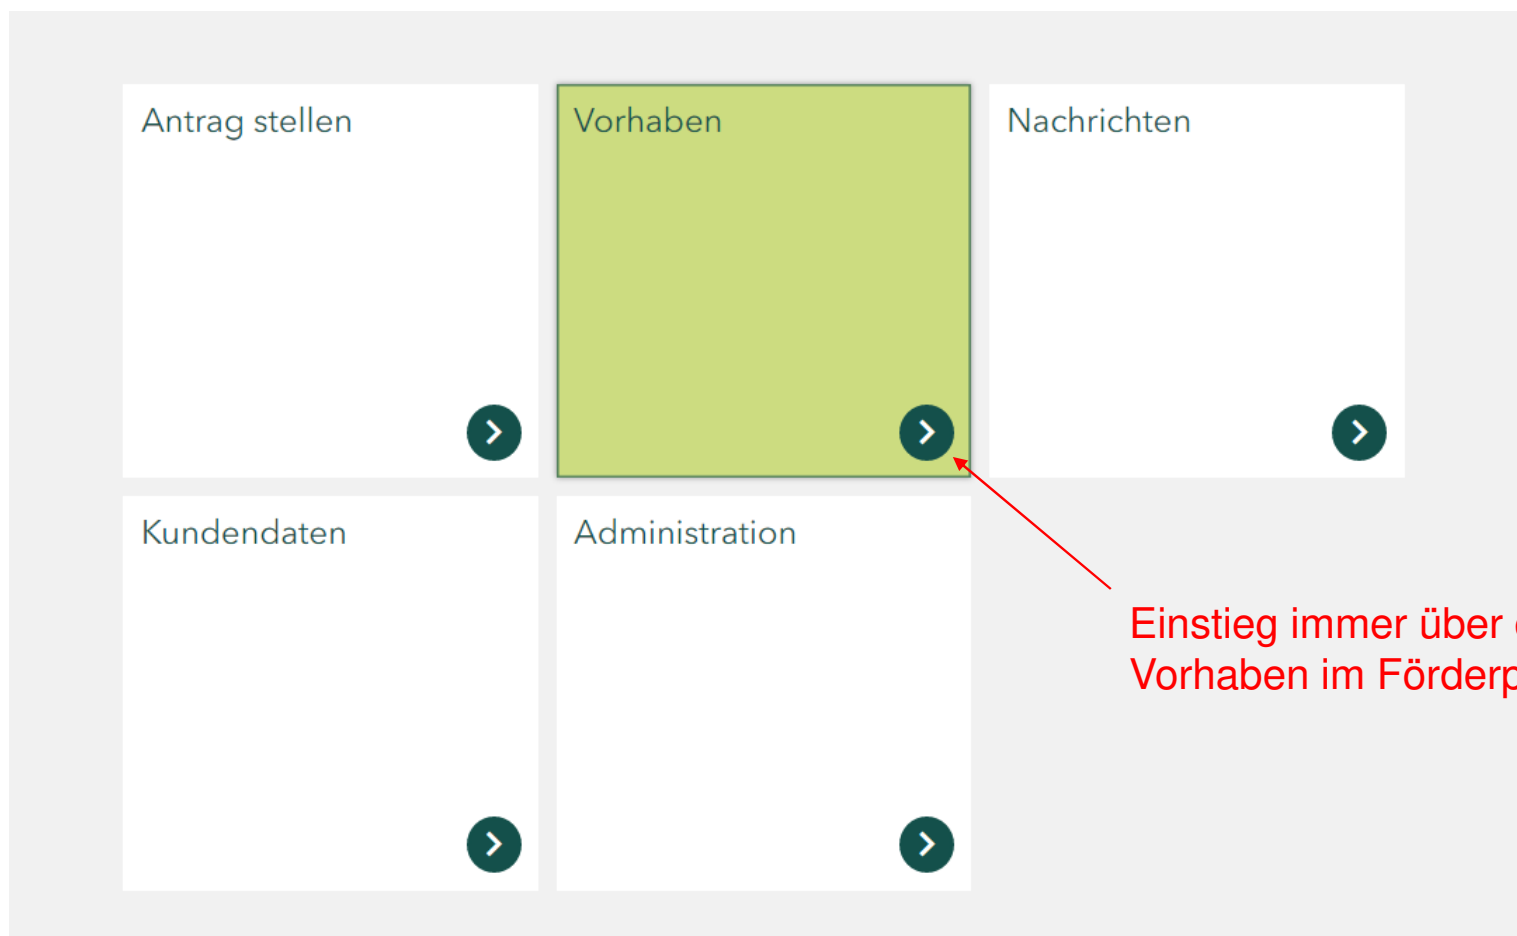 Antrag stellen
Vorhaben
Nachrichten
Kundendaten
Administration
Einstieg immer über
Vorhaben im